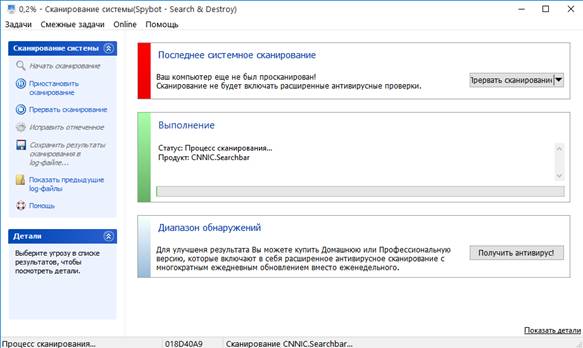 0,2% - Сканирование системы(Spybot - Search & Destroy)
Задачи Смежные задачи Online Помощь
Сканирование системы
Начать сканирование
Приостановить
сканирование
Прервать сканирование
Исправить отмеченное
Сохранить результаты
сканирования в
log-файле...
Показать предыдущие
log-файлы
Помощь
Детали
Выберите угрозу в списке
результатов, чтобы
посмотреть детали.
Последнее системное сканирование
Ваш компьютер еще не был просканирован!
Сканирование не будет включать расширенные антивирусные проверки.
Прервать сканировани
Выполнение
Статус: Процесс сканирования...
Продукт: CNNIC.Searchbar
Диапазон обнаружений
Для улучшеня результата Вы можете купить Домашнюю или Профессиональную
версию, которые включают в себя расширенное антивирусное сканирование с
многократным ежедневным обновлением вместо еженедельного.
Получить антивирус!
Показать детали
Процесс сканирования... 018D40A9 Сканирование CNNIC.Searchbar...